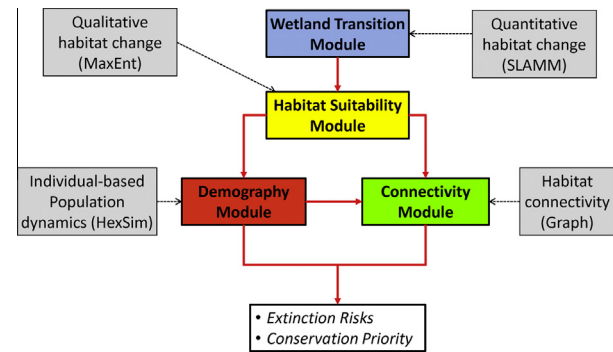 Qualitative
habitat change
(MaxEnt)
Wetland Transition
Module
Quantitative
habitat change
(SLAMM)
Habitat Suitability
Module
Individual-based
Population
dynamics (HexSim)
Demography
Module
Connectivity
Module
Habitat
connectivity
(Graph)
• Extinction Risks
• Conservation Priority